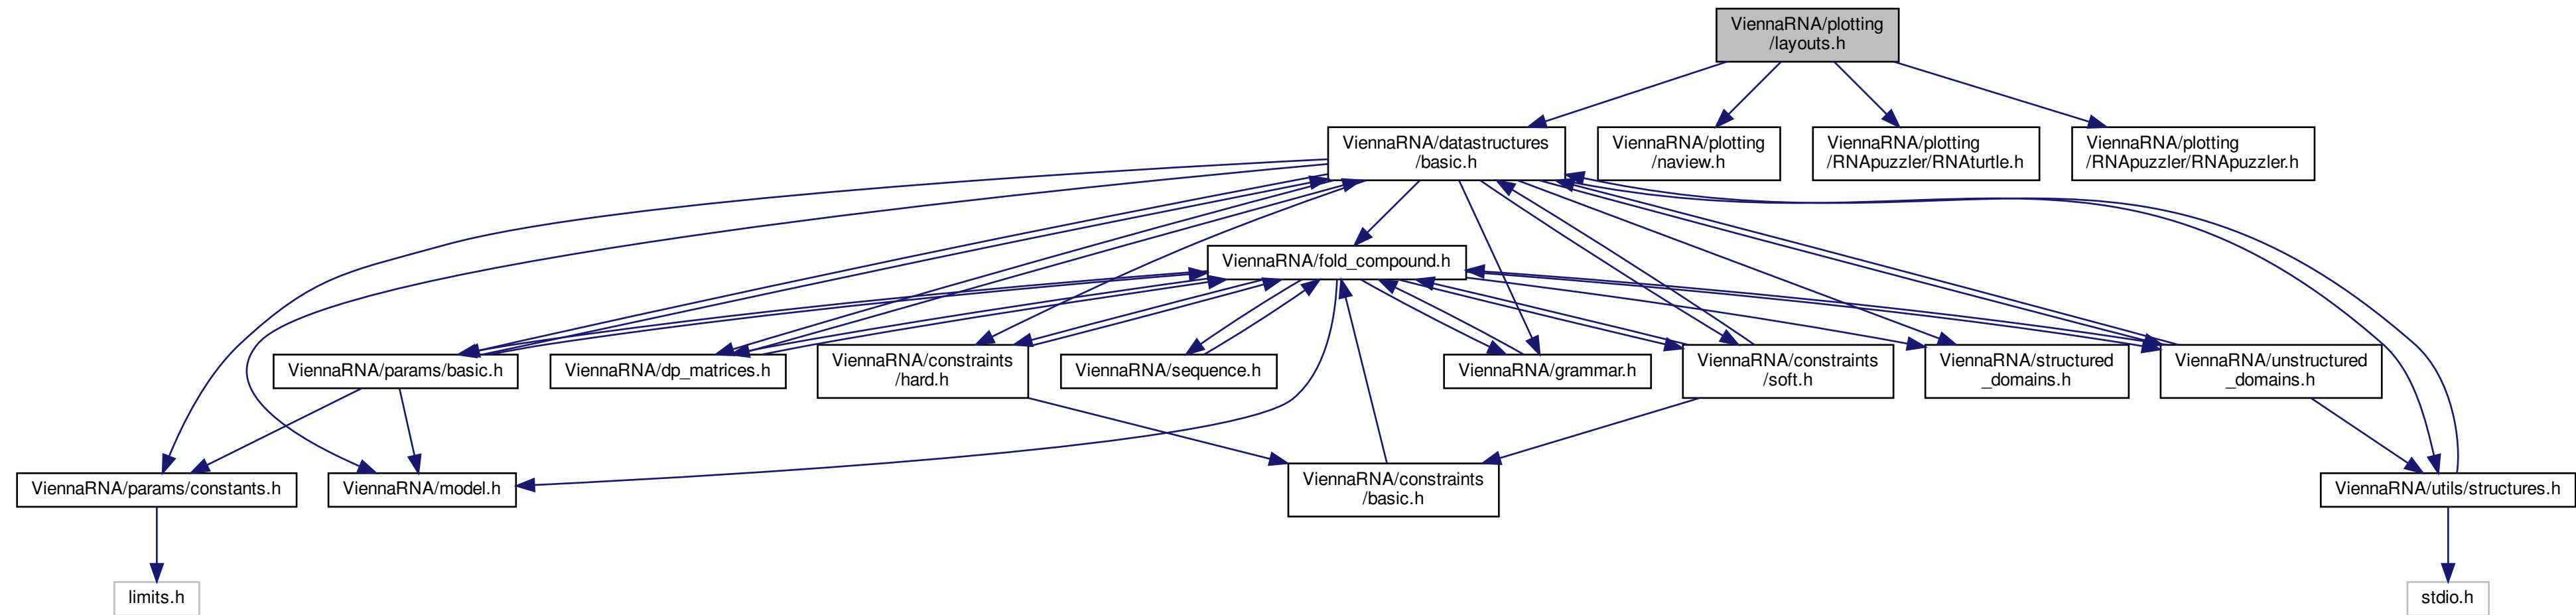 ViennaRNA/plotting
/layouts.h
ViennaRNA/datastructures
/basic.h
ViennaRNA/plotting
/naview.h
ViennaRNA/plotting
/RNApuzzler/RNAturtle.h
ViennaRNA/plotting
/RNApuzzler/RNApuzzler.h
ViennaRNA/fold_compound.h
ViennaRNA/params/basic.h
ViennaRNA/dp_matrices.h
ViennaRNA/constraints
/hard.h
ViennaRNA/sequence.h
ViennaRNA/grammar.h
ViennaRNA/constraints
/soft.h
ViennaRNA/structured
_domains.h
ViennaRNA/unstructured
_domains.h
ViennaRNA/params/constants.h
ViennaRNA/model.h
ViennaRNA/constraints
/basic.h
ViennaRNA/utils/structures.h
limits.h
stdio.h